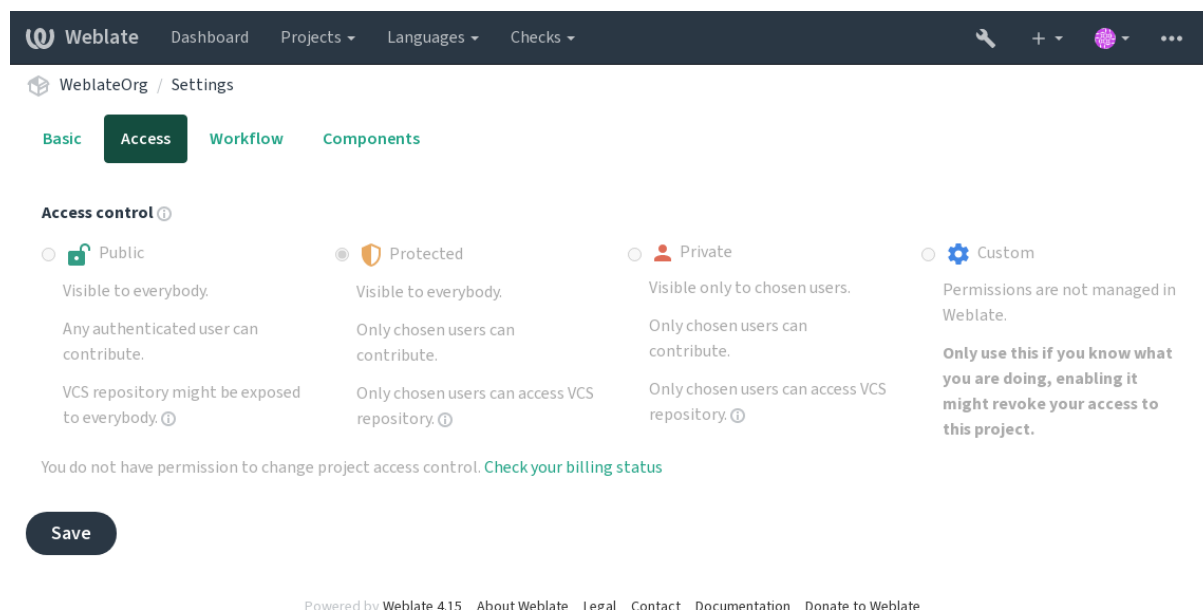 Weblate Dashboard Projects Languages Checks
WeblateOrg / Settings
Basic Access Workflow Components
Access control
Public
Visible to everybody.
Any authenticated user can
contribute.
VCS repository might be exposed
to everybody.
Protected
Visible to everybody.
Only chosen users can
contribute.
Only chosen users can access VCS
repository.
Private
Visible only to chosen users.
Only chosen users can
contribute.
Only chosen users can access VCS
repository.
Custom
Permissions are not managed in
Weblate.
Only use this if you know what
you are doing, enabling it
might revoke your access to
this project.
You do not have permission to change project access control. Check your billing status
Save
Powered by Weblate 4.15 About Weblate Legal Contact Documentation Donate to Weblate